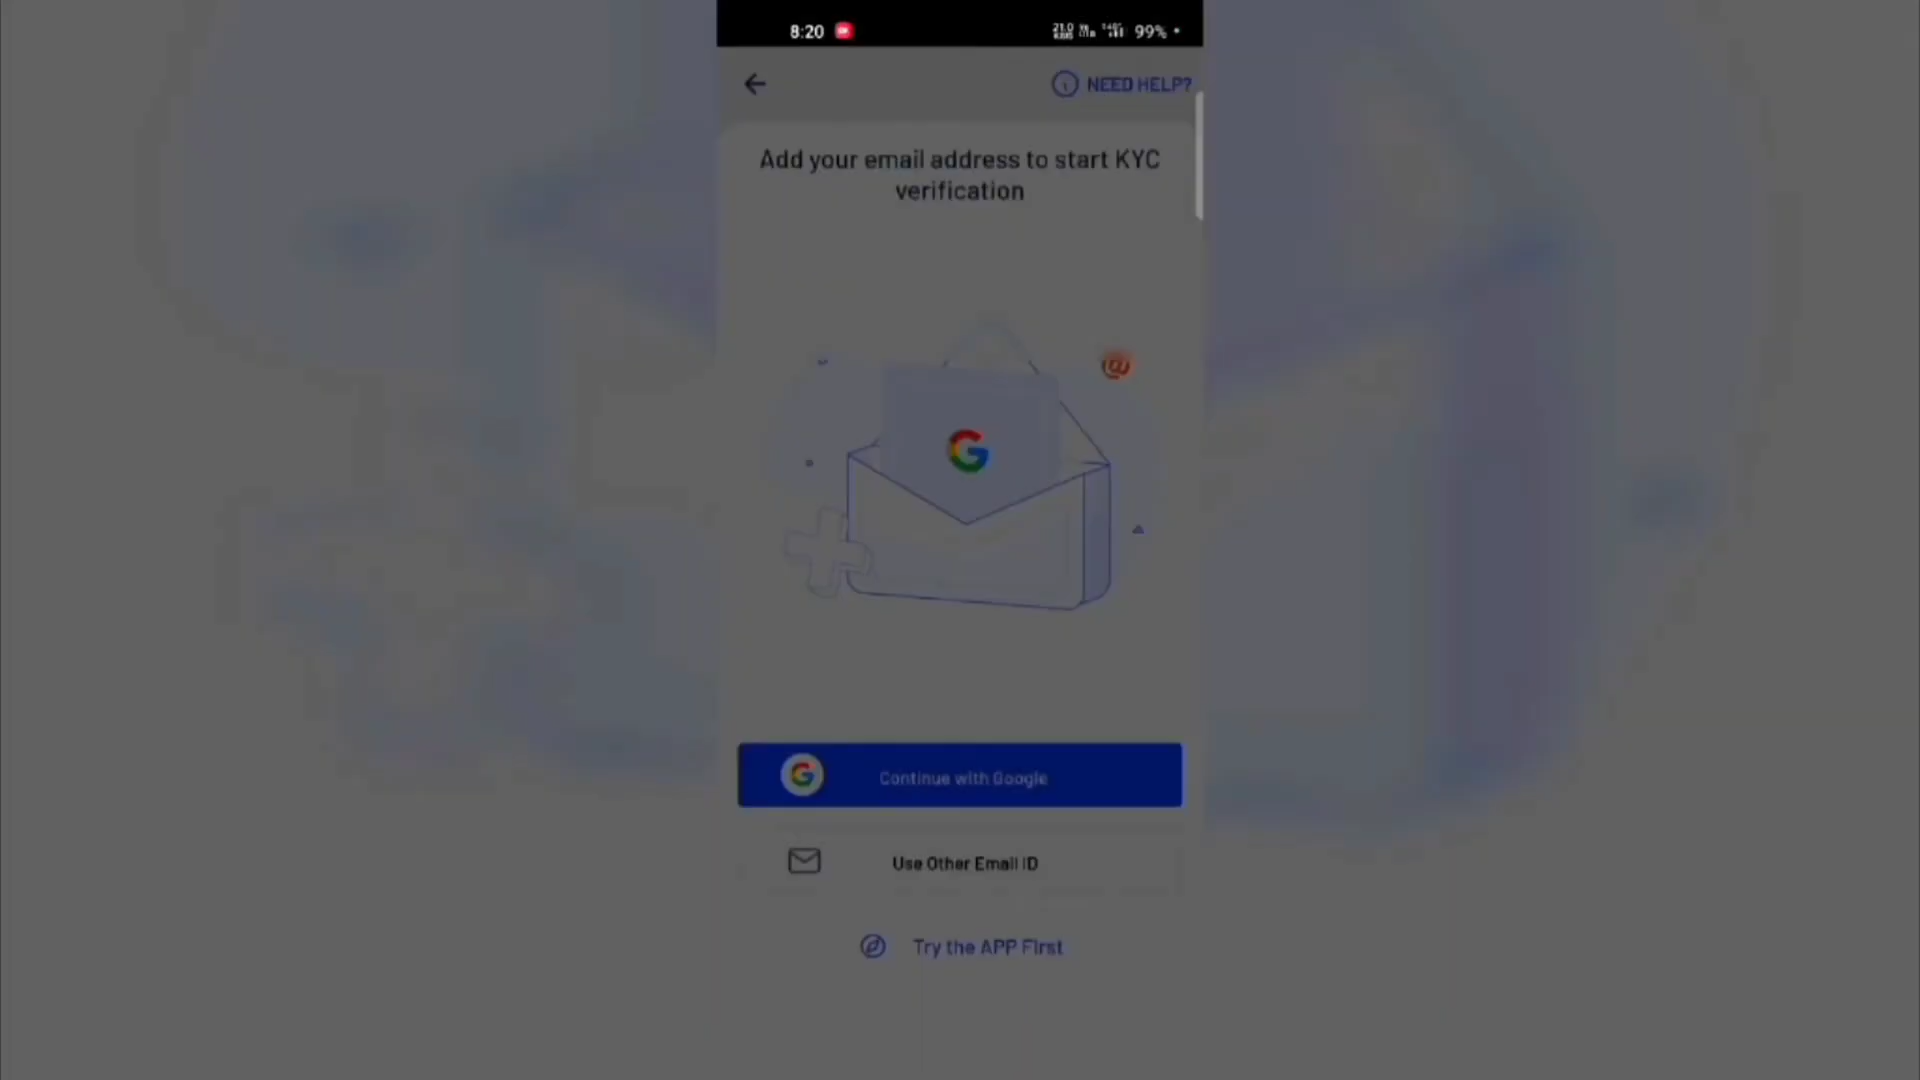 8:20 99%
NEED HELP?
Add your email address to start KYC
verification
@
G
G Continue with Google
Use Other Email ID
Try the APP First